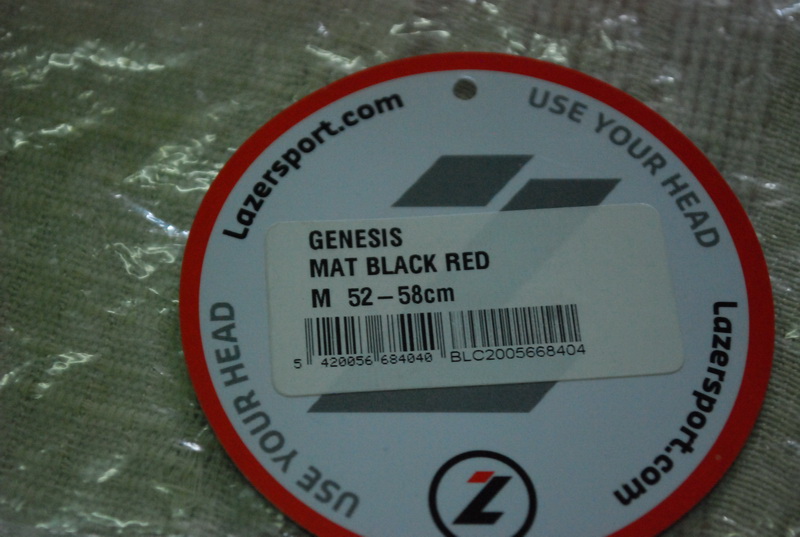 Lazersport.com
USE YOUR HEAD
GENESIS
MAT BLACK RED
M 52-58cm
5 420056 684040
BLC2005668404
USE YOUR HEAD
Lazersport.com